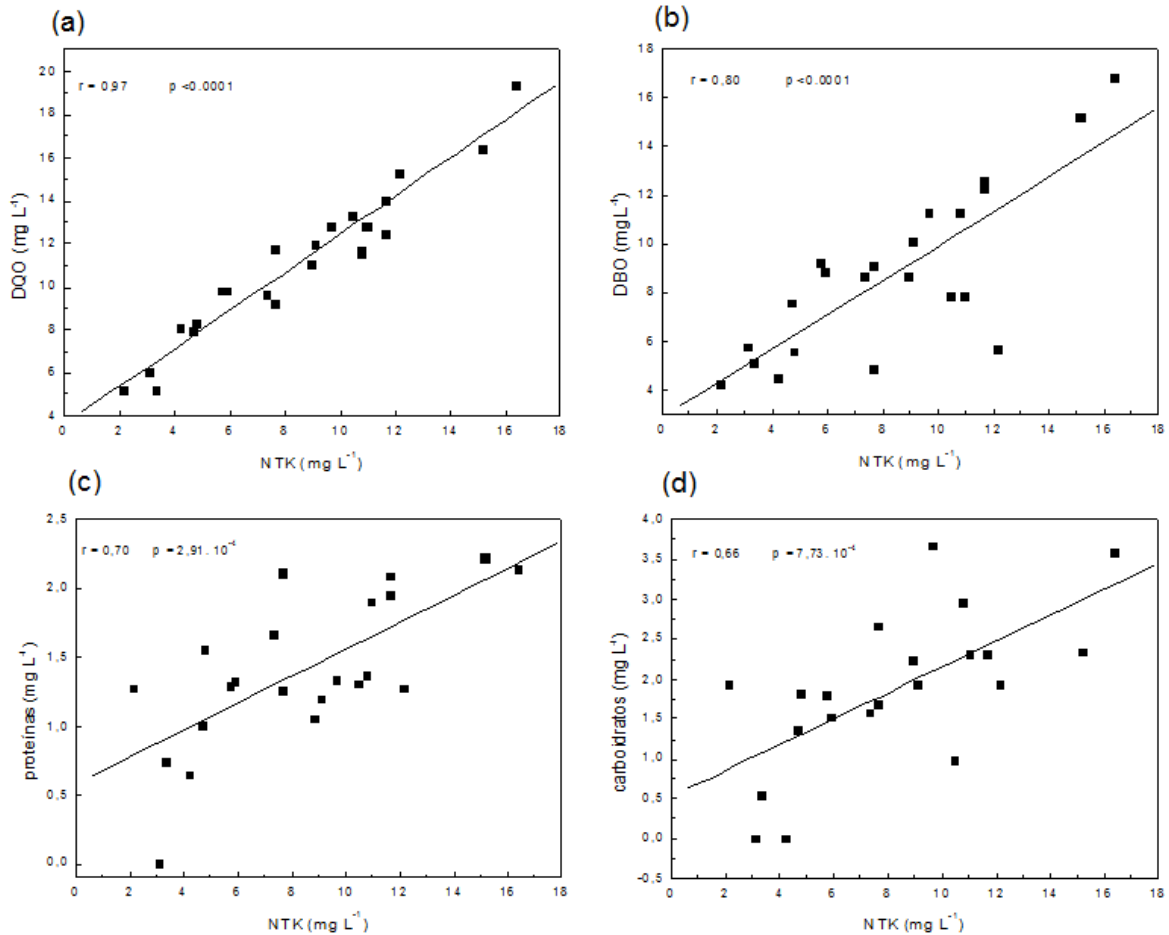 (a)
r = 0,97 p <0.0001
DQO (mg L-1)
20
18
16
14
12
10
8
6
4
0 2 4 6 8 10 12 14 16 18
NTK (mg L-1)
(b)
r = 0,80 p <0.0001
DBO (mg L-1)
18
16
14
12
10
8
6
4
0 2 4 6 8 10 12 14 16 18
NTK (mg L-1)
(c)
r = 0,70 p = 2,91. 10
proteínas (mg L-1)
2,5
2,0
1,5
1,0
0,5
0,0
0 2 4 6 8 10 12 14 16 18
NTK (mg L-1)
(d)
r = 0,66 p = 7,73. 10
carboidratos (mg L-1)
4,0
3,5
3,0
2,5
2,0
1,5
1,0
0,5
0,0
-0,5
0 2 4 6 8 10 12 14 16 18
NTK (mg L-1)